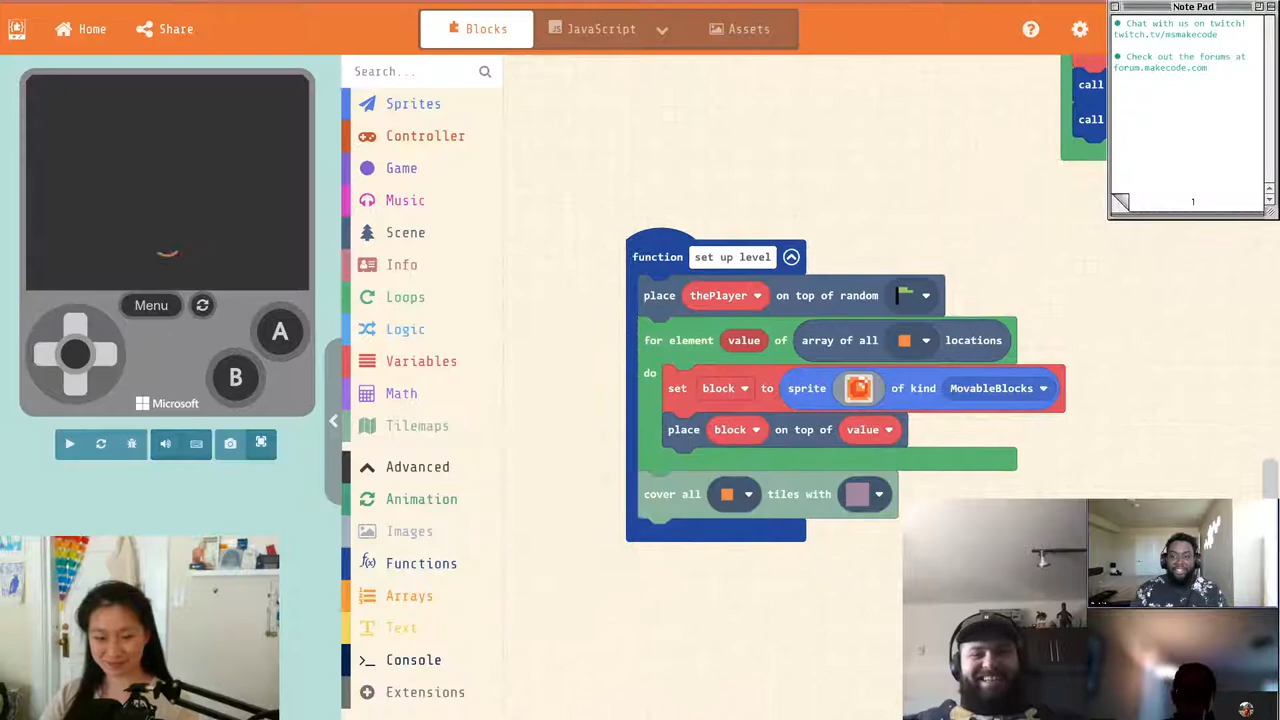 Home
Share
Blocks
JavaScript
Assets
Note Pad
● Chat with us on twitch!
twitch.tv/msmakecode
● Check out the forums at
forum.makecode.com
1
Search...
Sprites
Controller
Game
Music
Scene
Info
Loops
Logic
Variables
Math
Tilemaps
Advanced
Animation
Images
Functions
Arrays
Text
Console
Extensions
Menu
A
B
Microsoft
call
call
function set up level
place thePlayer on top of random
for element value of array of all locations
do
set block to sprite of kind MovableBlocks
place block on top of value
cover all tiles with